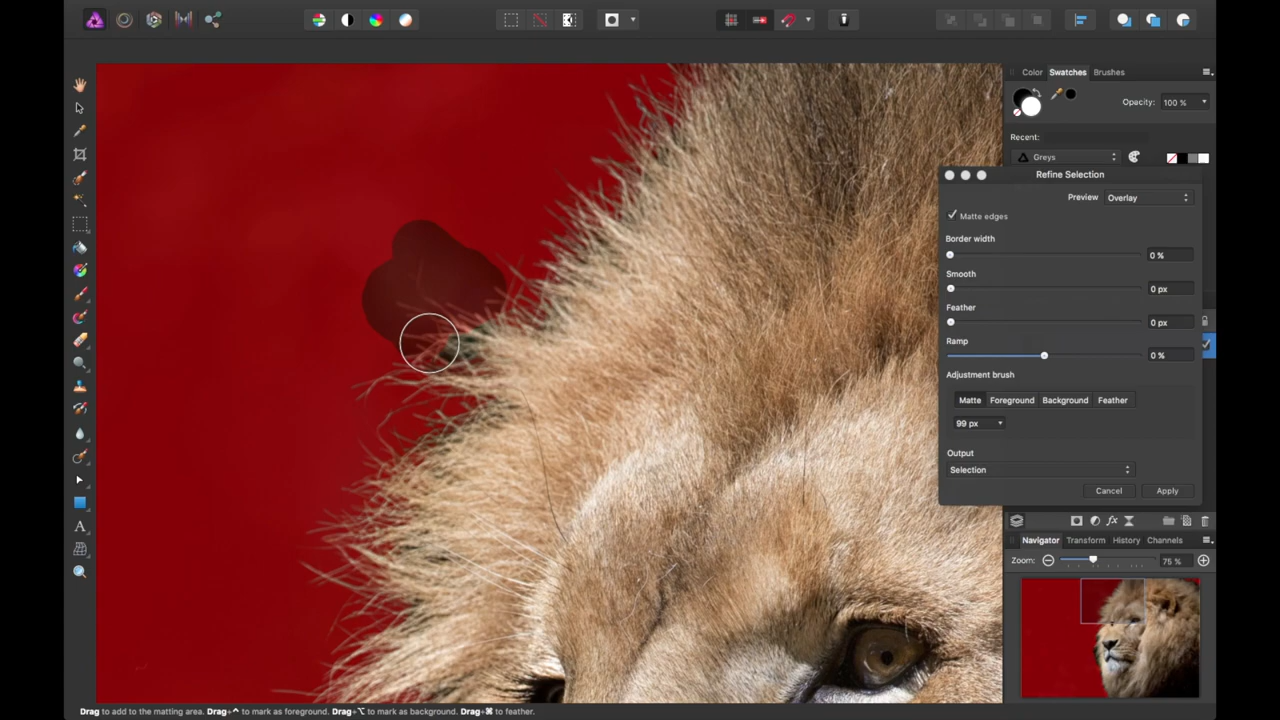 Color Swatches Brushes
Opacity: 100 %
Recent:
Greys
Refine Selection
Preview Overlay
Matte edges
Border width
0 %
Smooth
0 px
Feather
0 px
Ramp
0 %
Adjustment brush
Matte Foreground Background Feather
99 px
Output
Selection
Cancel Apply
fx
Navigator Transform History Channels
Zoom: 75 %
A
Drag to add to the matting area. Drag+⌃ to mark as foreground. Drag+⌥ to mark as background. Drag+⌘ to feather.